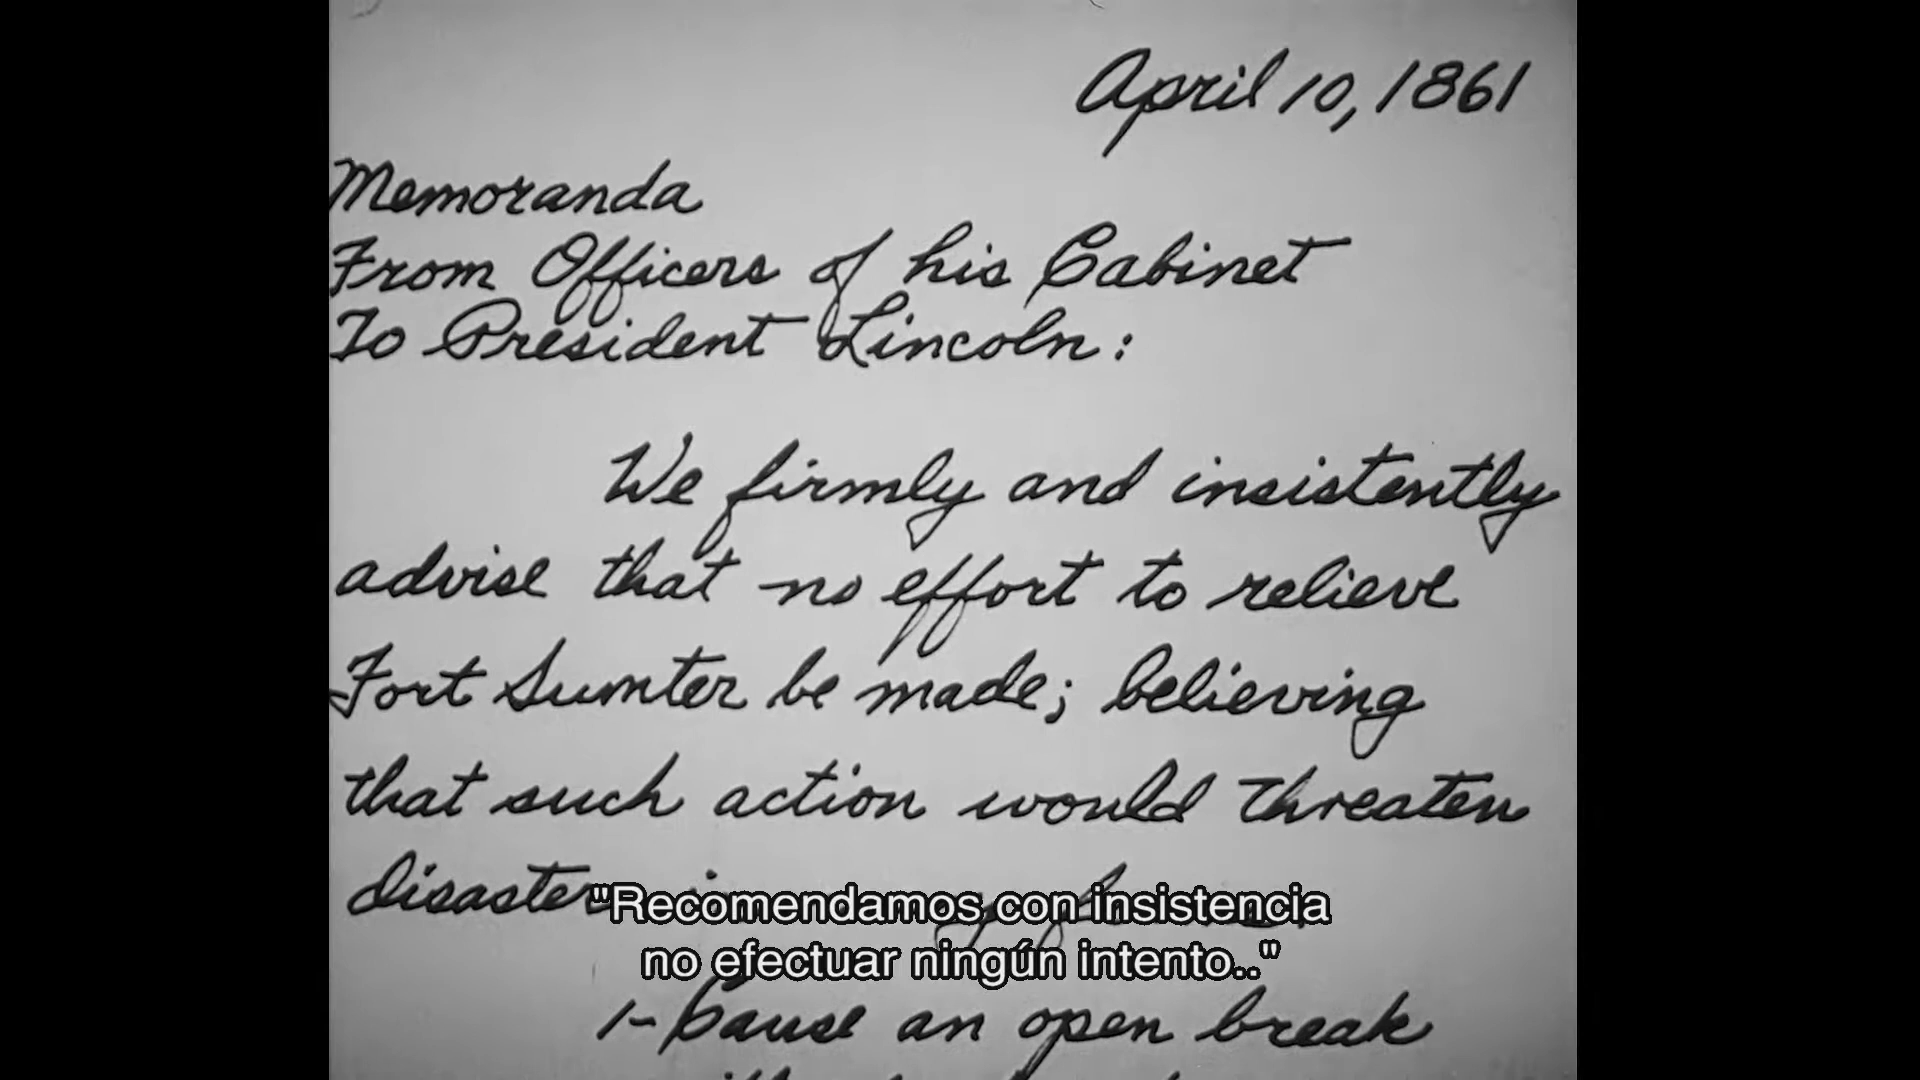 April 10, 1861
Memoranda
From Officers of his Cabinet
To President Lincoln:
We firmly and insistently
advise that no effort to relieve
Fort Sumter be made; believing
that such action would threaten
disaster
"Recomendamos con insistencia
no efectuar ningún intento.."
1- Cause an open break